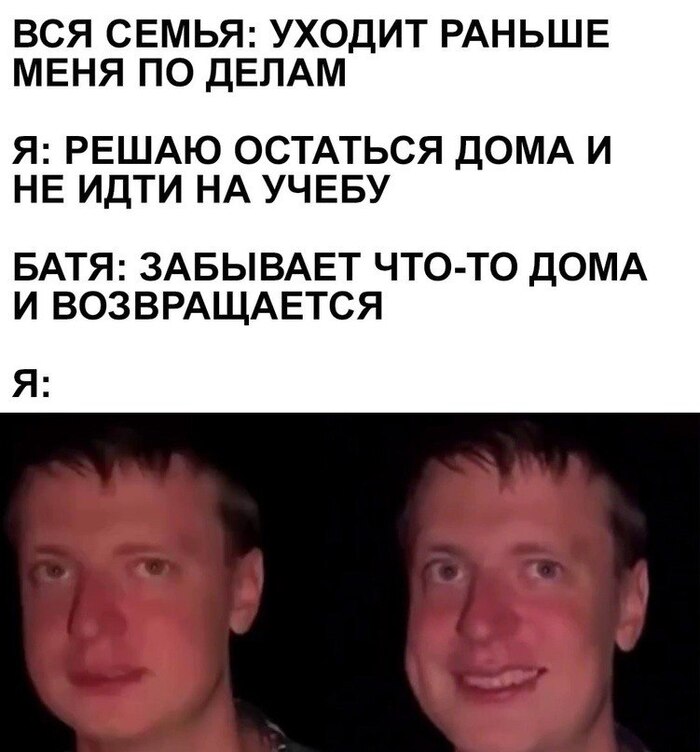 ВСЯ СЕМЬЯ: УХОДИТ РАНЬШЕ
МЕНЯ ПО ДЕЛАМ
Я: РЕШАЮ ОСТАТЬСЯ ДОМА И
НЕ ИДТИ НА УЧЕБУ
БАТЯ: ЗАБЫВАЕТ ЧТО-ТО ДОМА
И ВОЗВРАЩАЕТСЯ
Я: